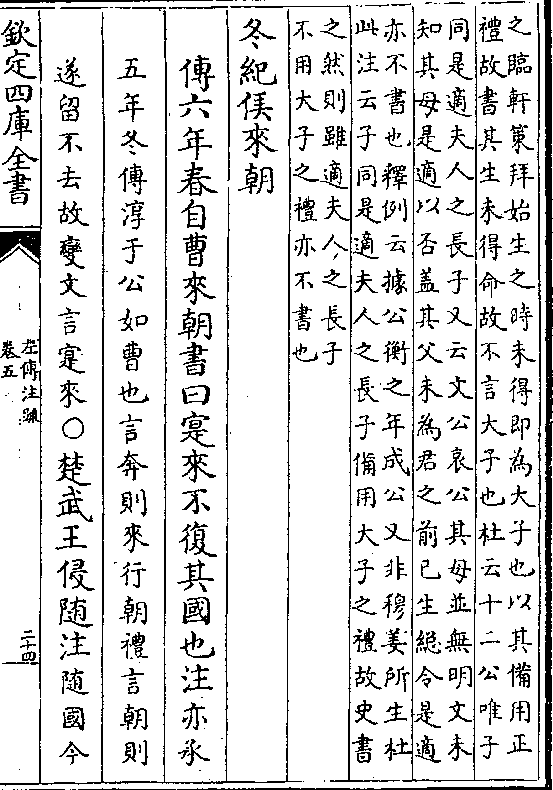 之臨軒策拜始生之時未得即為大子也以其備用正
禮故書其生未得命故不言大子也杜云十二公唯子
同是適夫人之長子又云文公哀公其母並無明文未
知其母是適以否蓋其父未為君之前已生縱令是適
亦不書也釋例云據公衡之年成公又非穆姜所生杜
此注云子同是適夫人之長子備用大子之禮故史書
之然則雖適夫人之長子
不用大子之禮亦不書也
冬紀侯來朝
傳六年春自曹來朝書曰寔來不復其國也注亦承
五年冬傳淳于公如曹也言奔則來行朝禮言朝則
遂留不去故變文言寔來○楚武王侵隨注隨國今
欽定四庫全書
左傳注疏
卷五
二十四